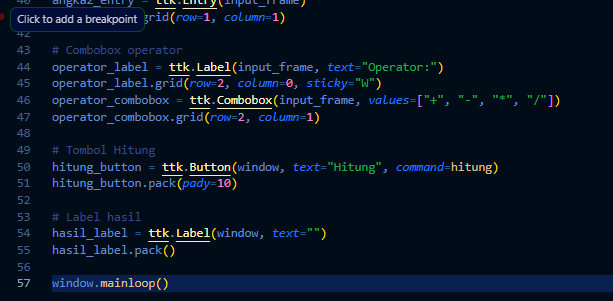 40 angka2_entry = ttk.Entry(input_frame)
Click to add a breakpoint grid(row=1, column=1)
42
43 # Combobox operator
44 operator_label = ttk.Label(input_frame, text="Operator:")
45 operator_label.grid(row=2, column=0, sticky="W")
46 operator_combobox = ttk.Combobox(input_frame, values=["+", "-", "*", "/"])
47 operator_combobox.grid(row=2, column=1)
48
49 # Tombol Hitung
50 hitung_button = ttk.Button(window, text="Hitung", command=hitung)
51 hitung_button.pack(pady=10)
52
53 # Label hasil
54 hasil_label = ttk.Label(window, text="")
55 hasil_label.pack()
56
57 window.mainloop()